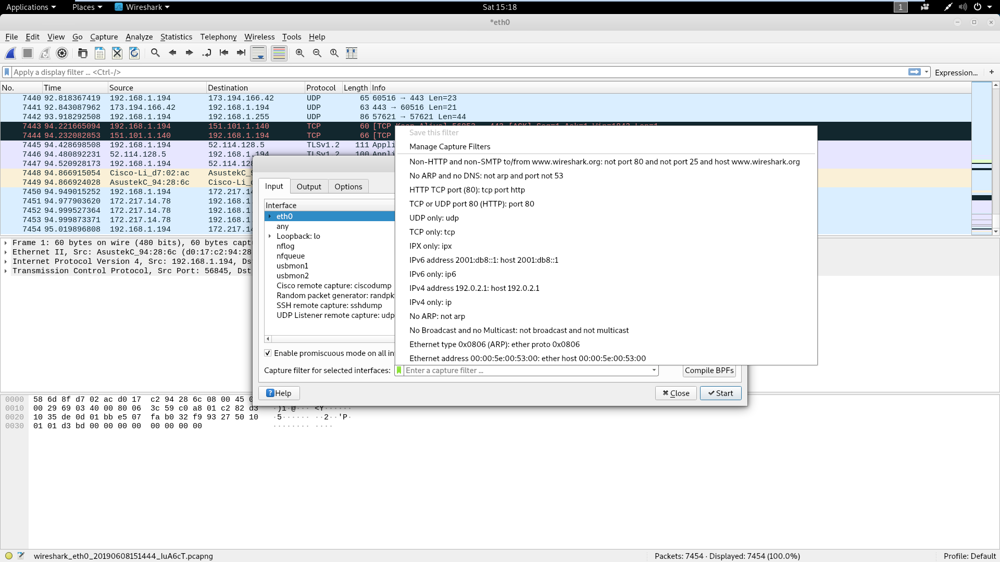 Applications Places Wireshark Sat 15:18 1
*eth0
File Edit View Go Capture Analyze Statistics Telephony Wireless Tools Help
Apply a display filter ... <Ctrl-/> Expression... +
No. Time Source Destination Protocol Length Info
7440 92.818367419 192.168.1.194 173.194.166.42 UDP 65 60516 → 443 Len=23
7441 92.843087962 173.194.166.42 192.168.1.194 UDP 63 443 → 60516 Len=21
7442 93.918292508 192.168.1.194 192.168.1.255 UDP 86 57621 → 57621 Len=44
7443 94.221665094 192.168.1.194 151.101.1.140 TCP 60 [TCP Keep-Alive] 56852 → 443 [ACK] Seq=1 Ack=1 Win=1843 Len=1
7444 94.232082853 151.101.1.140 192.168.1.194 TCP 66 [TCP
7445 94.428698508 192.168.1.194 52.114.128.5 TLSv1.2 111 Appli
7446 94.480892231 52.114.128.5 192.168.1.194 TLSv1.2 100 Appli
7447 94.520928173 192.168.1.194 52.114.128
7448 94.866915054 Cisco-Li_d7:02:ac AsustekC_9
7449 94.866924028 AsustekC_94:28:6c Cisco-Li_d
7450 94.949015252 192.168.1.194 172.217.14
7451 94.977903620 172.217.14.78 192.168.1.
7452 94.999527364 172.217.14.78 192.168.1.
7453 94.999873371 172.217.14.78 192.168.1.
7454 95.019896808 192.168.1.194 172.217.14
Save this filter
Manage Capture Filters
Non-HTTP and non-SMTP to/from www.wireshark.org: not port 80 and not port 25 and host www.wireshark.org
No ARP and no DNS: not arp and port not 53
HTTP TCP port (80): tcp port http
TCP or UDP port 80 (HTTP): port 80
UDP only: udp
TCP only: tcp
IPX only: ipx
IPv6 address 2001:db8::1: host 2001:db8::1
IPv6 only: ip6
IPv4 address 192.0.2.1: host 192.0.2.1
IPv4 only: ip
No ARP: not arp
No Broadcast and no Multicast: not broadcast and not multicast
Ethernet type 0x0806 (ARP): ether proto 0x0806
Ethernet address 00:00:5e:00:53:00: ether host 00:00:5e:00:53:00
Input Output Options
Interface
eth0
any
Loopback: lo
nflog
nfqueue
usbmon1
usbmon2
Cisco remote capture: ciscodump
Random packet generator: randpk
SSH remote capture: sshdump
UDP Listener remote capture: udp
Enable promiscuous mode on all in
Capture filter for selected interfaces: Enter a capture filter ... Compile BPFs
Help Close Start
Frame 1: 60 bytes on wire (480 bits), 60 bytes capt
Ethernet II, Src: AsustekC_94:28:6c (d0:17:c2:94:28
Internet Protocol Version 4, Src: 192.168.1.194, Ds
Transmission Control Protocol, Src Port: 56845, Dst
0000 58 6d 8f d7 02 ac d0 17 c2 94 28 6c 08 00 45 0
0010 00 29 69 03 40 00 80 06 3c 59 c0 a8 01 c2 82 d3 ·)i·@··· <Y······
0020 10 35 de 0d 01 bb e5 07 fa b0 32 f9 93 27 50 10 ·5······ ··2··'P·
0030 01 01 d3 bd 00 00 00 00 00 00 00 00 ········ ····
wireshark_eth0_20190608151444_IuA6cT.pcapng Packets: 7454 · Displayed: 7454 (100.0%) Profile: Default